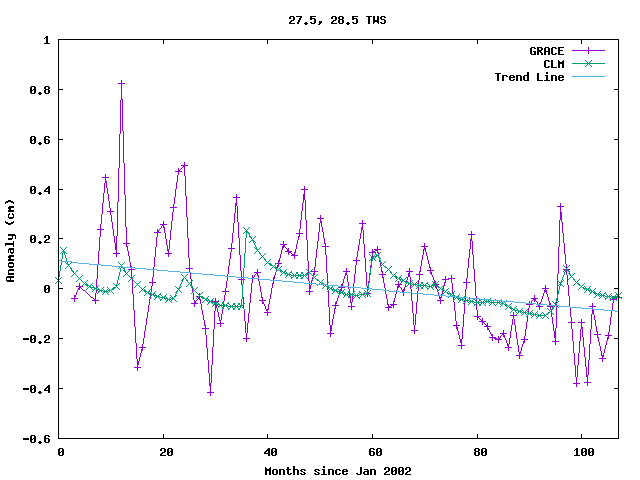 27.5, 28.5 TWS
GRACE
CLM
Trend Line
Anomaly (cm)
1
0.8
0.6
0.4
0.2
0
-0.2
-0.4
-0.6
0 20 40 60 80 100
Months since Jan 2002